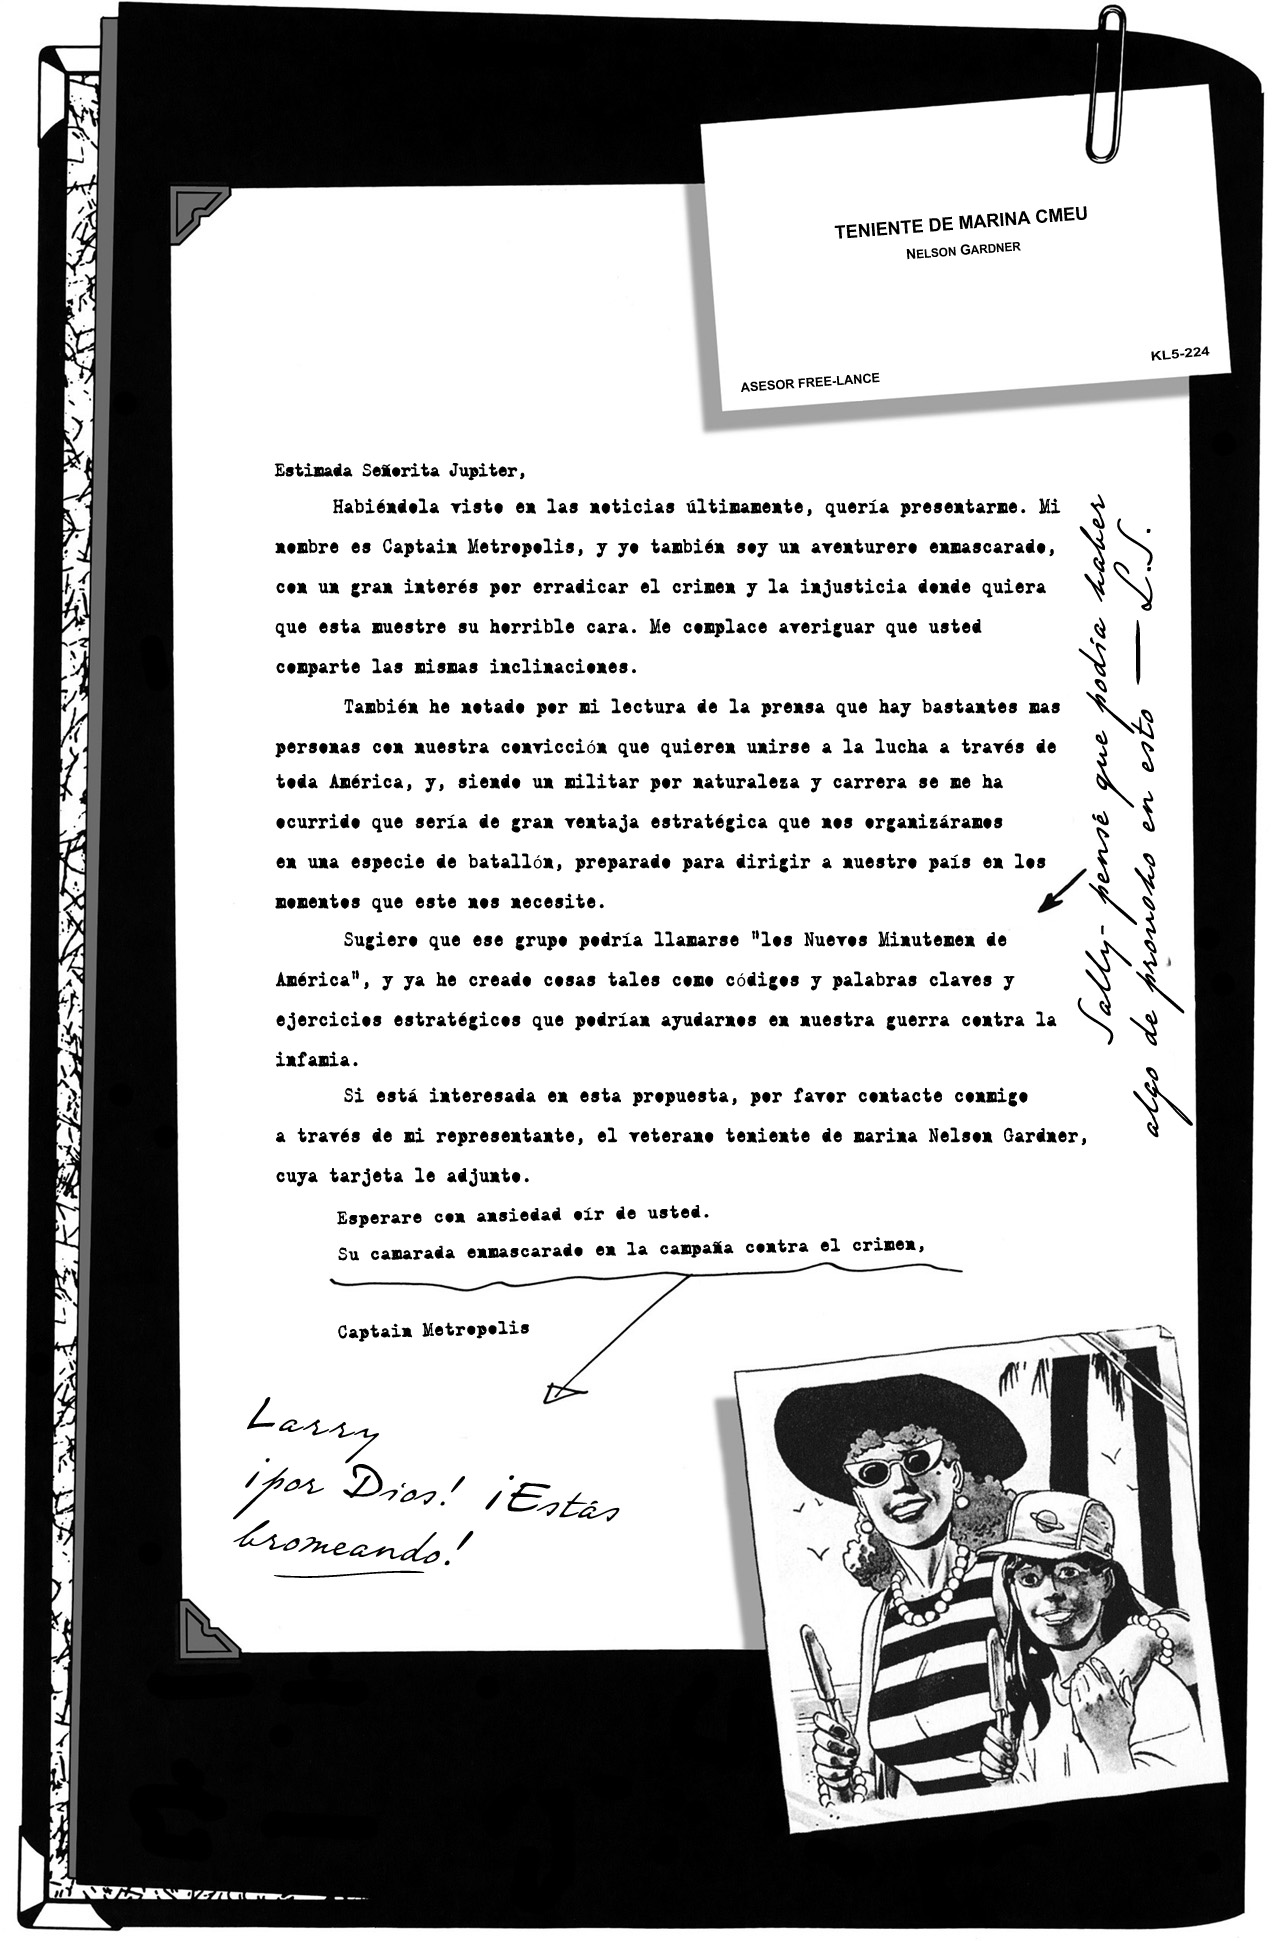 TENIENTE DE MARINA CMEU
NELSON GARDNER
KL5-224
ASESOR FREE-LANCE
Estimada Señorita Jupiter,
Habiéndola visto en las noticias últimamente, quería presentarme. Mi
nombre es Captain Metropolis, y yo también soy un aventurero enmascarado,
con un gran interés por erradicar el crimen y la injusticia donde quiera
que esta muestre su horrible cara. Me complace averiguar que usted
comparte las mismas inclinaciones.
También he notado por mi lectura de la prensa que hay bastantes mas
personas con nuestra convicción que quieren unirse a la lucha a través de
toda América, y, siendo un militar por naturaleza y carrera se me ha
ocurrido que sería de gran ventaja estratégica que nos organizáramos
en una especie de batallón, preparado para dirigir a nuestro país en los
momentos que este nos necesite.
Sugiero que ese grupo podría llamarse "los Nuevos Minutemen de
América", y ya he creado cosas tales como códigos y palabras claves y
ejercicios estratégicos que podrían ayudarnos en nuestra guerra contra la
infamia.
Si está interesada en esta propuesta, por favor contacte conmigo
a través de mi representante, el veterano teniente de marina Nelson Gardner,
cuya tarjeta le adjunto.
Esperare con ansiedad oír de usted.
Su camarada enmascarado en la campaña contra el crimen,
Captain Metropolis
Sally- pensé que podía haber
algo de provoho en esto — L.S.
Larry
¡por Dios! ¡Estás
bromeando!